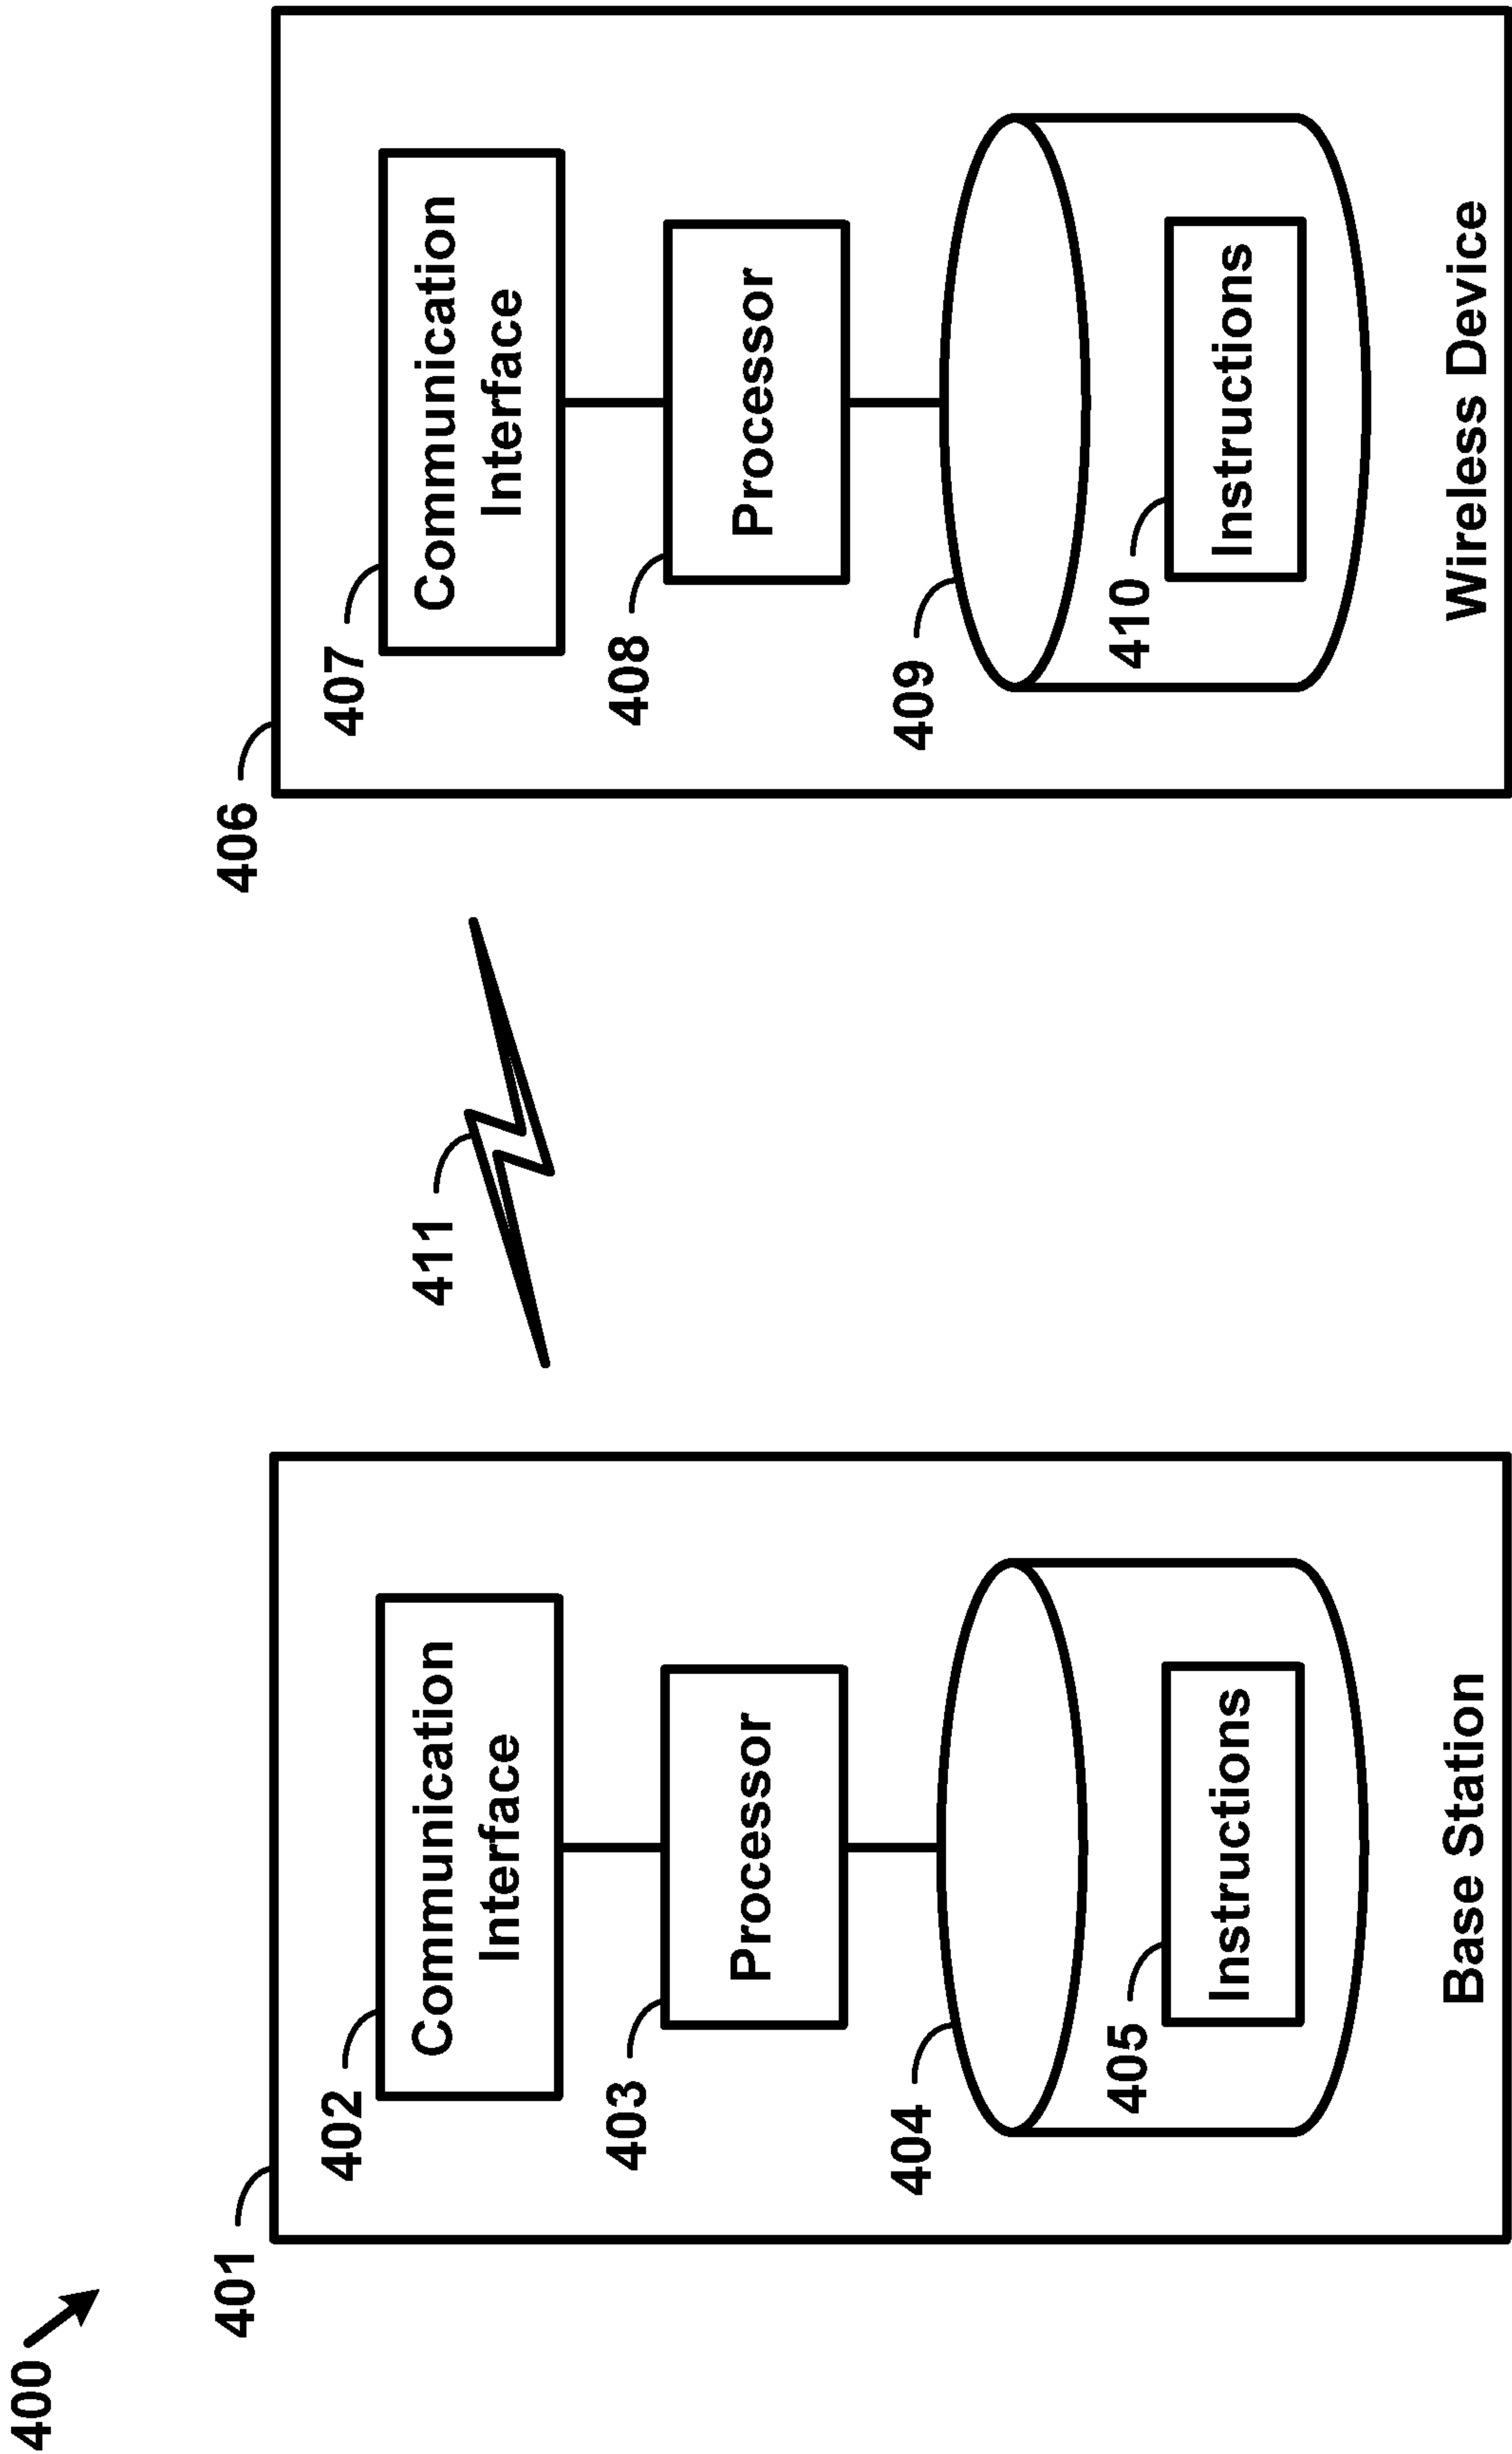 400
401
402
Communication
Interface
403
Processor
404
405
Instructions
Base Station
411
406
407
Communication
Interface
408
Processor
409
410
Instructions
Wireless Device